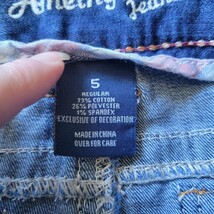 5
REGULAR
73% COTTON
26% POLYESTER
1% SPANDEX
EXCLUSIVE OF DECORATION
MADE IN CHINA
OVER FOR CARE